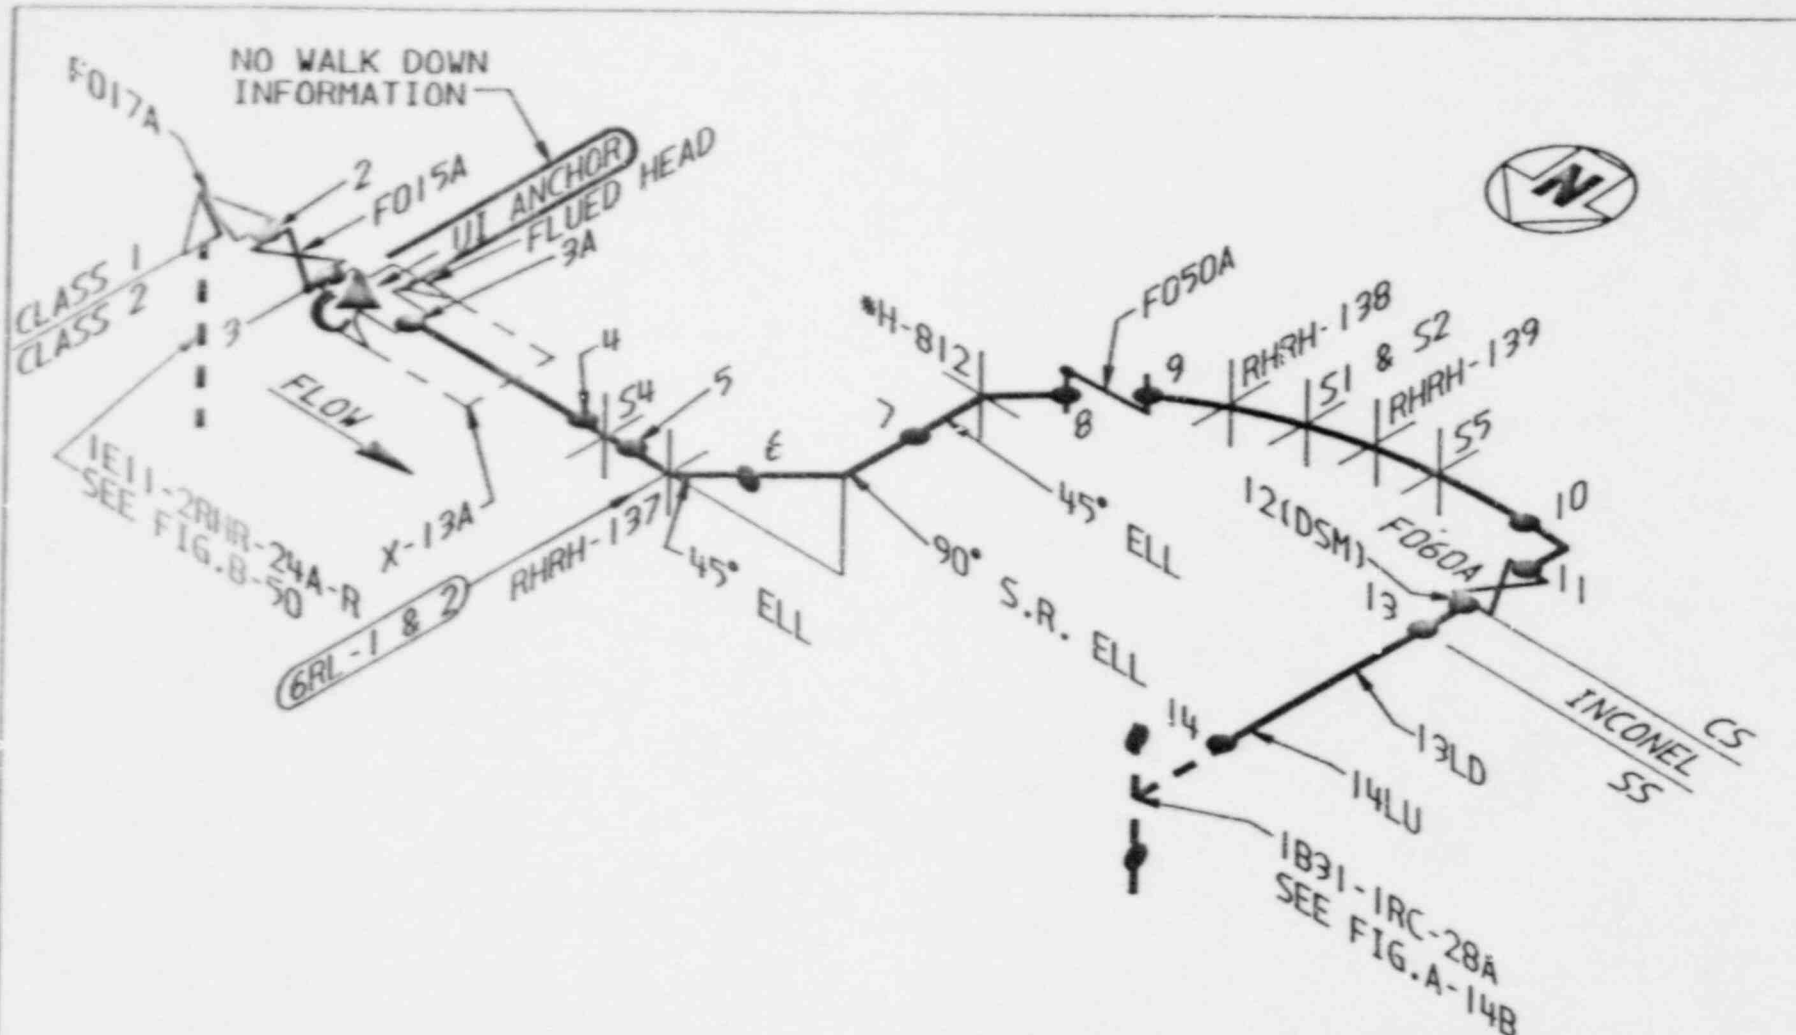 NO WALK DOWN
INFORMATION
F017A
2
F015A
UI ANCHOR
FLUED HEAD
3A
N
CLASS 1
CLASS 2
3
FLOW
1E11-2RHR-24A-R
SEE FIG.B-50
X-13A
4
S4
5
6RL-1 & 2
RHRH-137
45° ELL
7
*H-812
90° S.R. ELL
45° ELL
8
F050A
9
RHRH-138
S1 & S2
RHRH-139
S5
10
11
12(DSM)
F060A
13
CS
INCONEL
SS
13LD
14LU
14
1B31-1RC-28A
SEE FIG.A-14B